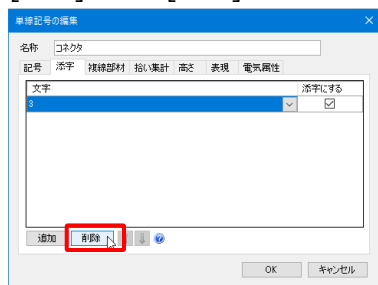 単線記号の編集
名称 コネクタ
記号 添字 複線部材 拾い集計 高さ 表現 電気属性
文字 添字にする
3
追加 削除
OK キャンセル